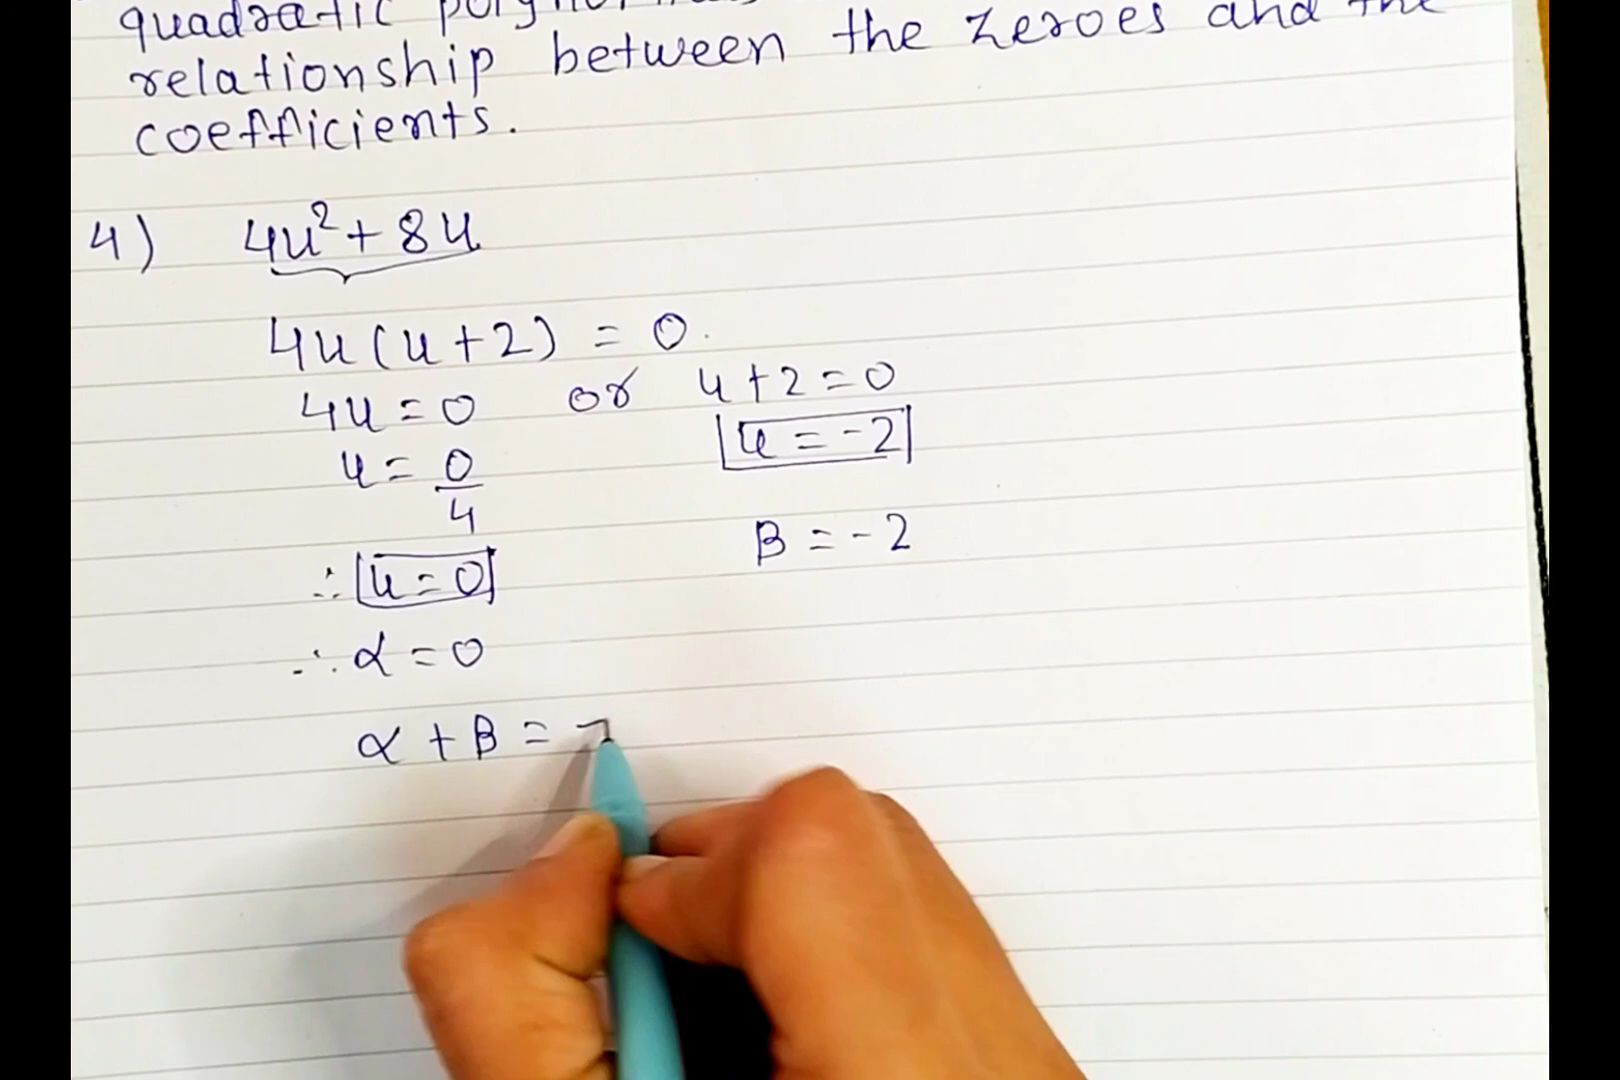 quadratic
relationship between the zeroes and the
coefficients.
4) 4u²+8u
4u(u+2) = 0.
4u=0 or u+2=0
u=0/4 u=-2
∴ u=0 β=-2
∴ α=0
α+β= -